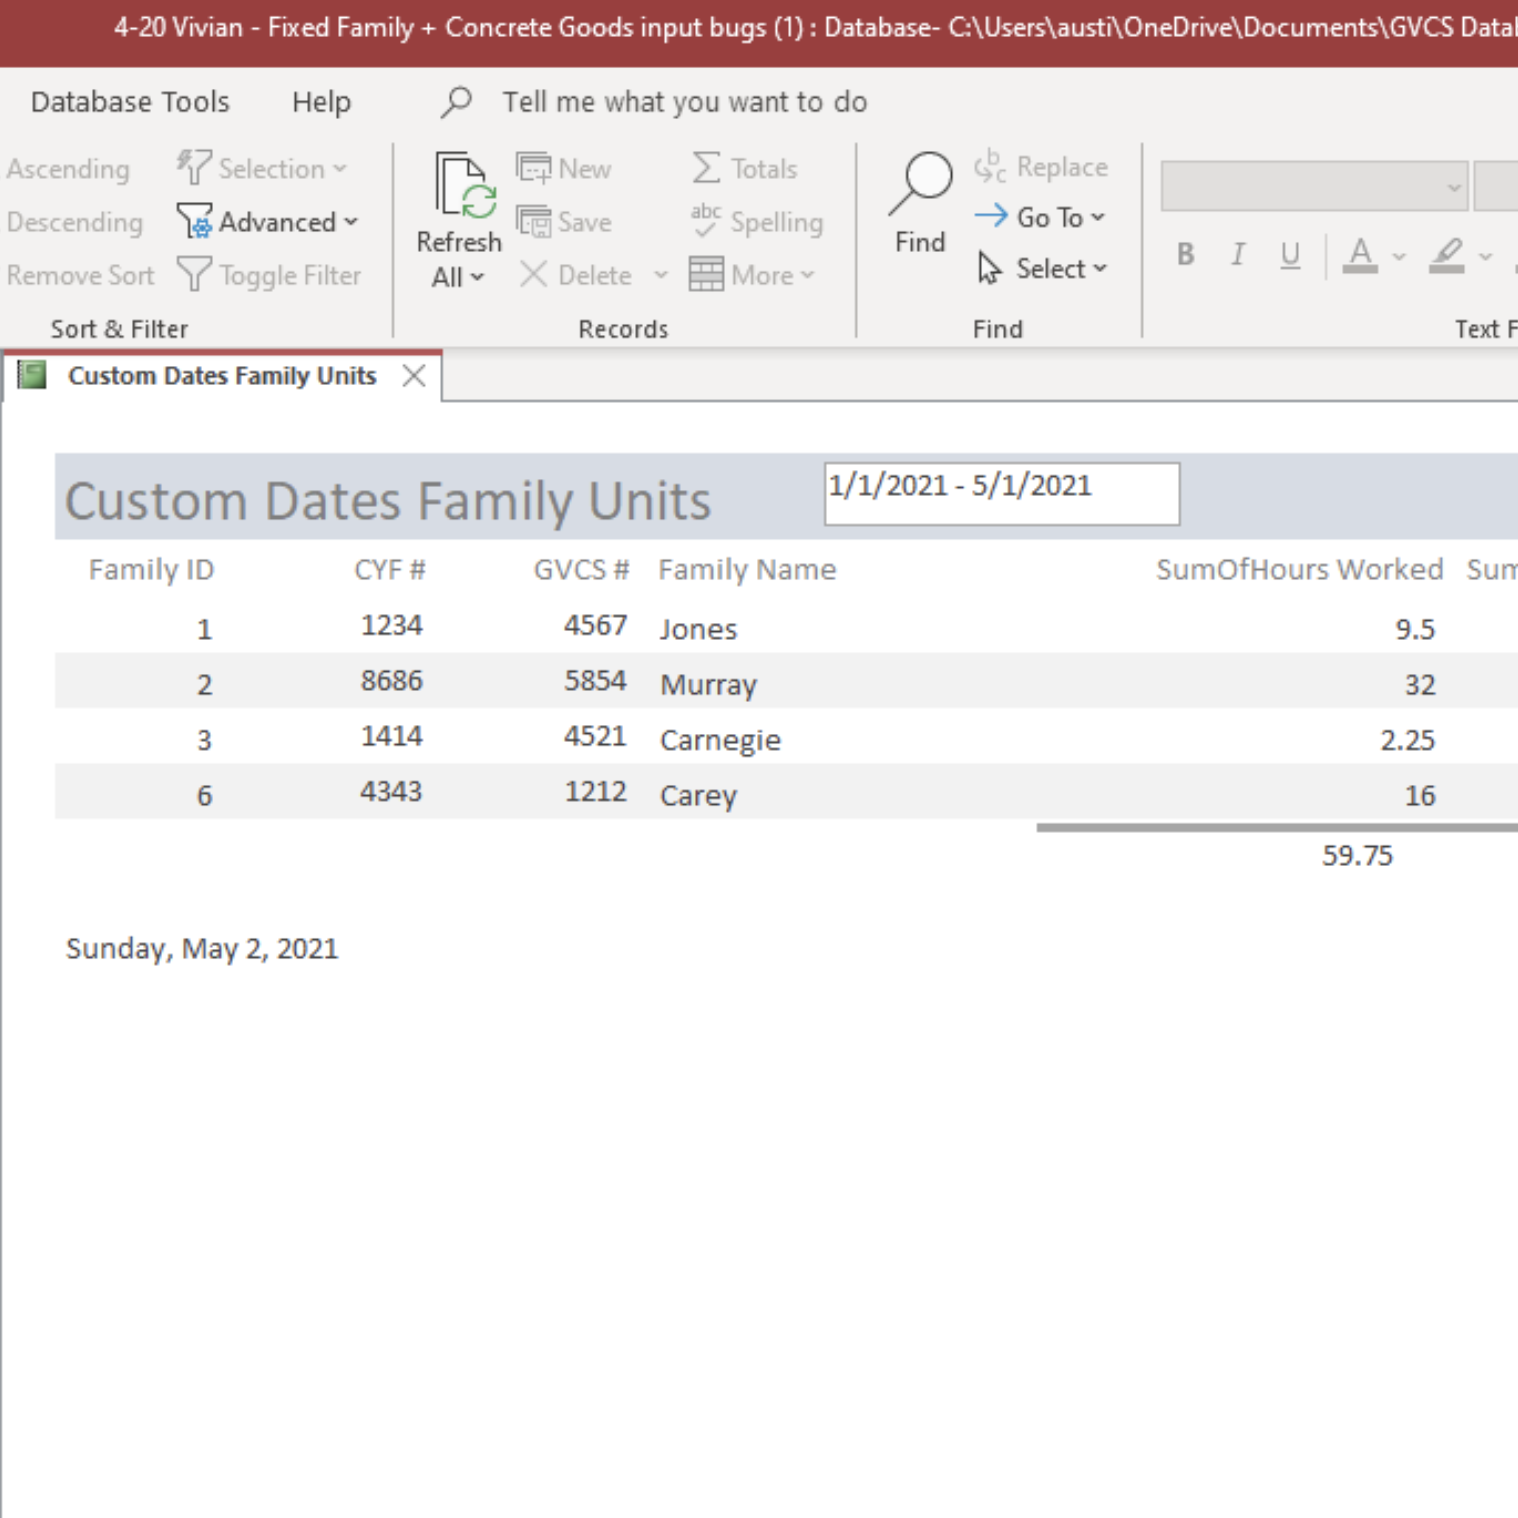 4-20 Vivian - Fixed Family + Concrete Goods input bugs (1) : Database- C:\Users\austi\OneDrive\Documents\GVCS Datab
Database Tools Help Tell me what you want to do
Ascending Selection New Totals Replace
Descending Advanced Refresh All Save abc Spelling Find Go To
Remove Sort Toggle Filter Delete More Select B I U A
Sort & Filter Records Find Text F
Custom Dates Family Units
Custom Dates Family Units 1/1/2021 - 5/1/2021
Family ID CYF # GVCS # Family Name SumOfHours Worked Sum
1 1234 4567 Jones 9.5
2 8686 5854 Murray 32
3 1414 4521 Carnegie 2.25
6 4343 1212 Carey 16
59.75
Sunday, May 2, 2021